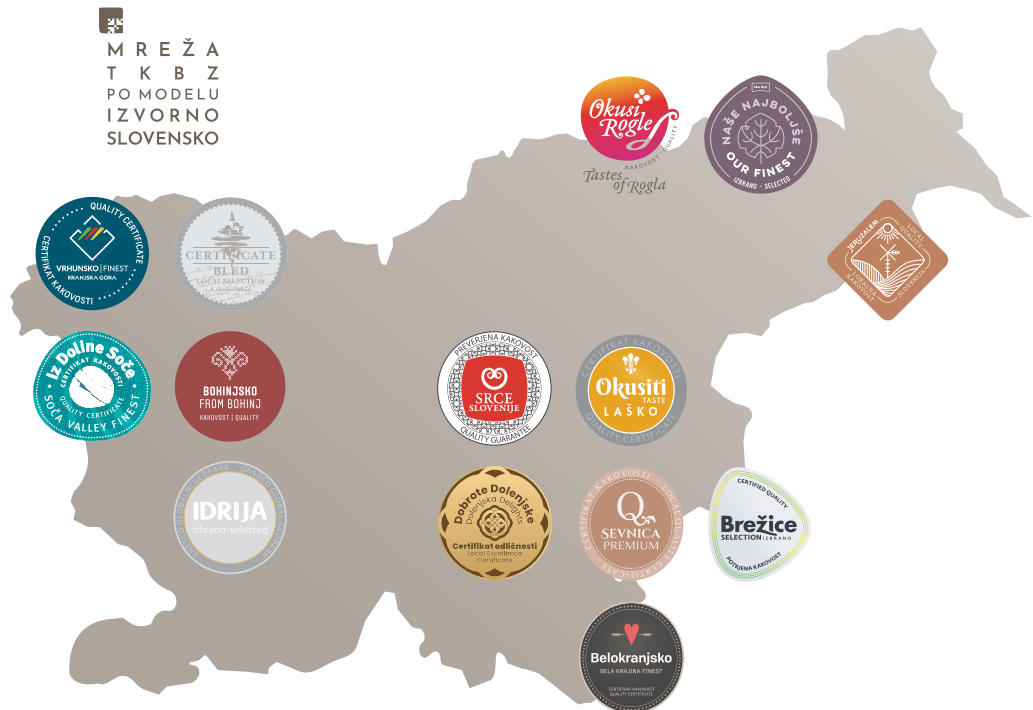 MREŽA
TKBZ
PO MODELU
IZVORNO
SLOVENSKO
Okusi
Rogle
KAKOVOST · QUALITY
Tastes
of Rogla
NAŠE NAJBOLJŠE
OUR FINEST
IZBRANO · SELECTED
QUALITY CERTIFICATE
VRHUNSKO|FINEST
KRANJSKA GORA
CERTIFIKAT KAKOVOSTI
CERTIFICATE
BLED
LOCAL SELECTION
JERUZALEM
LOCAL
QUALITY
LOKALNA
KAKOVOST
SLOVENIJA
Iz Doline Soče
CERTIFIKAT KAKOVOSTI
QUALITY CERTIFICATE
SOČA VALLEY FINEST
BOHINJSKO
FROM BOHINJ
KAKOVOST | QUALITY
PREVERJENA KAKOVOST
SRCE
SLOVENIJE
QUALITY GUARANTEE
CERTIFIKAT KAKOVOSTI
Okusiti
TASTE
LAŠKO
QUALITY CERTIFICATE
IDRIJA
izbrano·selected
Dobrote Dolenjske
Dolenjska Delights
Certifikat odličnosti
Local Excellence
Certificate
CERTIFIKAT KAKOVOSTI
LOCAL QUALITY CERTIFICATE
Q
SEVNICA
PREMIUM
CERTIFIED QUALITY
Brežice
SELECTION IZBRANO
POTRJENA KAKOVOST
Belokranjsko
BELA KRAJINA FINEST
CERTIFIKAT KAKOVOSTI
QUALITY CERTIFICATE